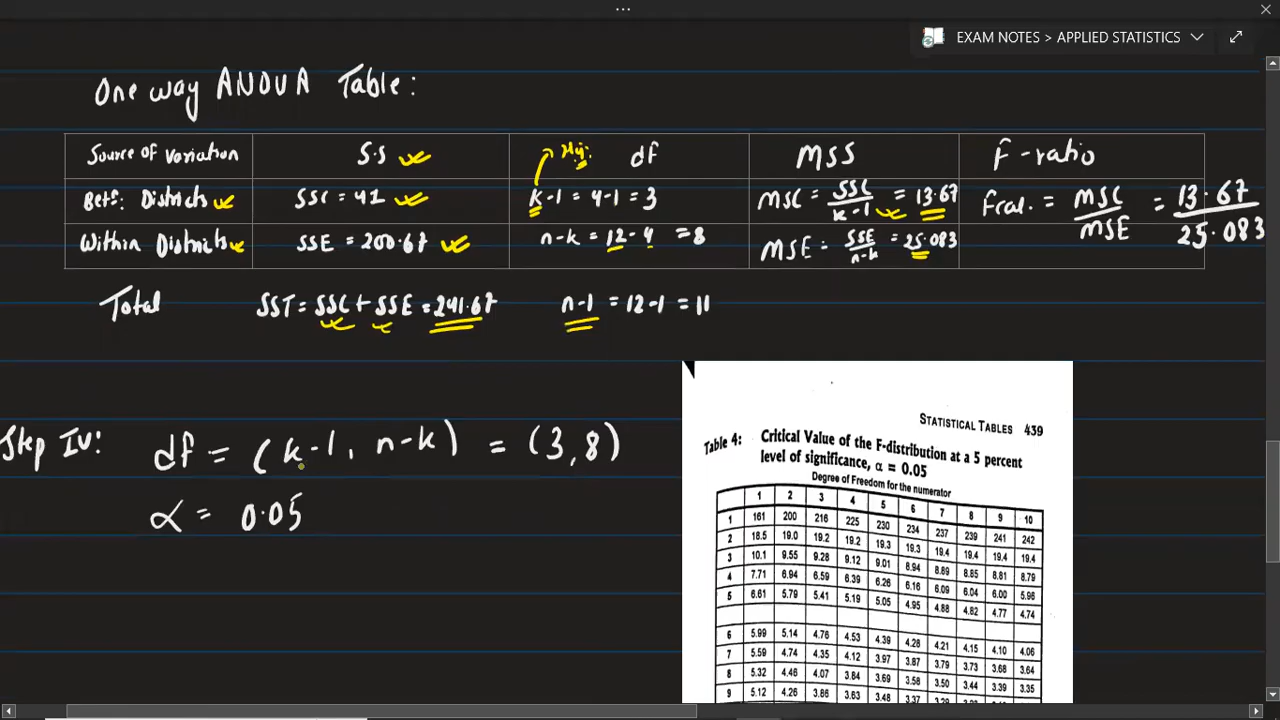 EXAM NOTES > APPLIED STATISTICS
One way ANOVA Table:
Source of Variation S.S df MSS F-ratio
Betⁿ: Districts SSC = 41 k-1 = 4-1 = 3 MSC = SSC/k-1 = 13.67 Fcal. = MSC/MSE = 13.67/25.083
Within Districts SSE = 200.67 n-k = 12-4 = 8 MSE = SSE/n-k = 25.083
Total SST = SSC + SSE = 241.67 n-1 = 12-1 = 11
Step IV: df = (k-1, n-k) = (3,8)
α = 0.05
STATISTICAL TABLES 439
Table 4: Critical Value of the F-distribution at a 5 percent
level of significance, α = 0.05
Degree of Freedom for the numerator
1 2 3 4 5 6 7 8 9 10
1 161 200 216 225 230 234 237 239 241 242
2 18.5 19.0 19.2 19.2 19.3 19.3 19.4 19.4 19.4 19.4
3 10.1 9.55 9.28 9.12 9.01 8.94 8.89 8.85 8.81 8.79
4 7.71 6.94 6.59 6.39 6.26 6.16 6.09 6.04 6.00 5.96
5 6.61 5.79 5.41 5.19 5.05 4.95 4.88 4.82 4.77 4.74
6 5.99 5.14 4.76 4.53 4.39 4.28 4.21 4.15 4.10 4.06
7 5.59 4.74 4.35 4.12 3.97 3.87 3.79 3.73 3.68 3.64
8 5.32 4.46 4.07 3.84 3.69 3.58 3.50 3.44 3.39 3.35
9 5.12 4.26 3.86 3.63 3.48 3.37